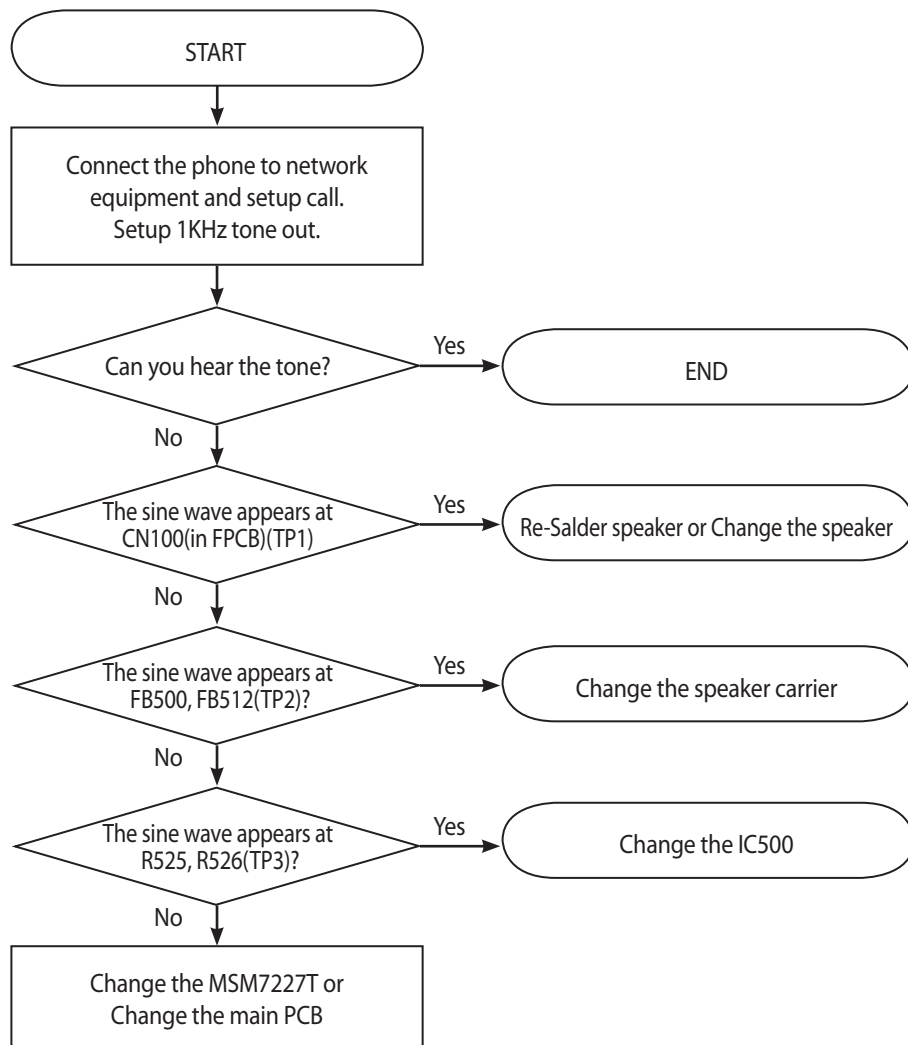 START
Connect the phone to network
equipment and setup call.
Setup 1KHz tone out.
Can you hear the tone?
Yes
END
No
The sine wave appears at
CN100(in FPCB)(TP1)
Yes
Re-Salder speaker or Change the speaker
No
The sine wave appears at
FB500, FB512(TP2)?
Yes
Change the speaker carrier
No
The sine wave appears at
R525, R526(TP3)?
Yes
Change the IC500
No
Change the MSM7227T or
Change the main PCB